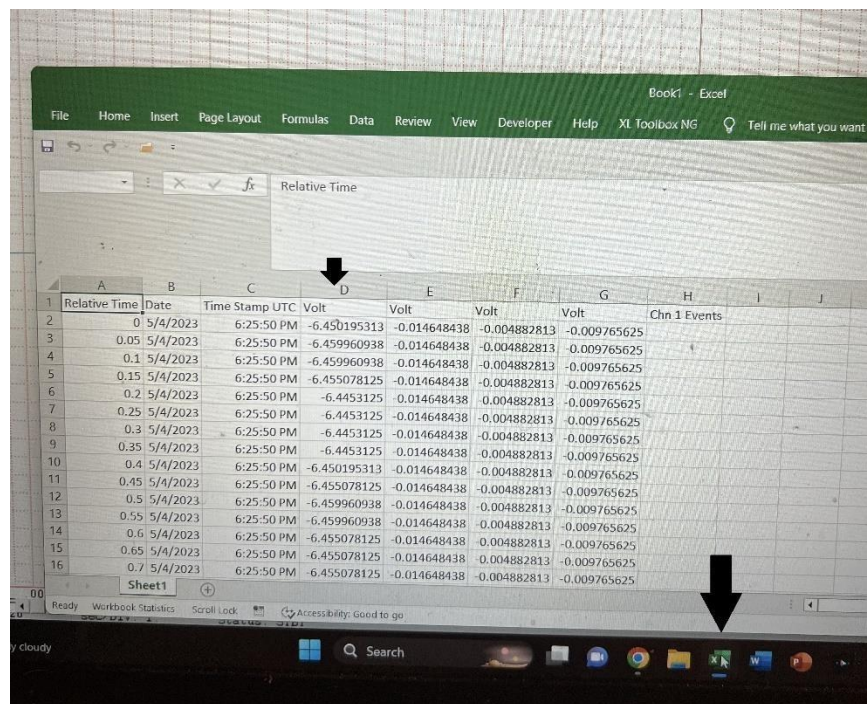 Book1 - Excel
File Home Insert Page Layout Formulas Data Review View Developer Help XL Toolbox NG Tell me what you want
fx Relative Time
A B C D E F G H I J
1 Relative Time Date Time Stamp UTC Volt Volt Volt Volt Chn 1 Events
2 0 5/4/2023 6:25:50 PM -6.450195313 -0.014648438 -0.004882813 -0.009765625
3 0.05 5/4/2023 6:25:50 PM -6.459960938 -0.014648438 -0.004882813 -0.009765625
4 0.1 5/4/2023 6:25:50 PM -6.459960938 -0.014648438 -0.004882813 -0.009765625
5 0.15 5/4/2023 6:25:50 PM -6.455078125 -0.014648438 -0.004882813 -0.009765625
6 0.2 5/4/2023 6:25:50 PM -6.4453125 -0.014648438 -0.004882813 -0.009765625
7 0.25 5/4/2023 6:25:50 PM -6.4453125 -0.014648438 -0.004882813 -0.009765625
8 0.3 5/4/2023 6:25:50 PM -6.4453125 -0.014648438 -0.004882813 -0.009765625
9 0.35 5/4/2023 6:25:50 PM -6.4453125 -0.014648438 -0.004882813 -0.009765625
10 0.4 5/4/2023 6:25:50 PM -6.450195313 -0.014648438 -0.004882813 -0.009765625
11 0.45 5/4/2023 6:25:50 PM -6.455078125 -0.014648438 -0.004882813 -0.009765625
12 0.5 5/4/2023 6:25:50 PM -6.459960938 -0.014648438 -0.004882813 -0.009765625
13 0.55 5/4/2023 6:25:50 PM -6.459960938 -0.014648438 -0.004882813 -0.009765625
14 0.6 5/4/2023 6:25:50 PM -6.455078125 -0.014648438 -0.004882813 -0.009765625
15 0.65 5/4/2023 6:25:50 PM -6.455078125 -0.014648438 -0.004882813 -0.009765625
16 0.7 5/4/2023 6:25:50 PM -6.455078125 -0.014648438 -0.004882813 -0.009765625
Sheet1
00
Ready Workbook Statistics Scroll Lock Accessibility: Good to go
y cloudy
Search